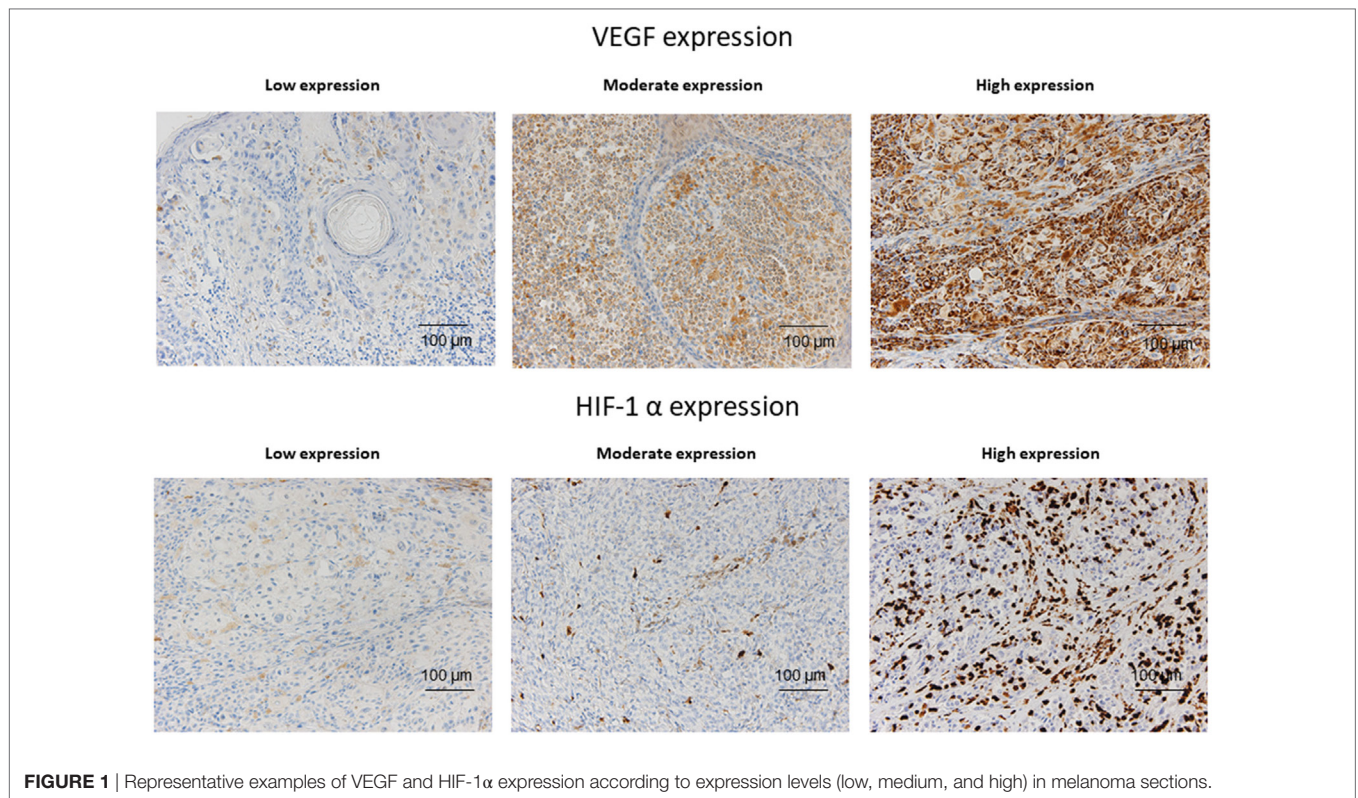 VEGF expression
Low expression
Moderate expression
High expression
100 µm
100 µm
100 µm
HIF-1 α expression
Low expression
Moderate expression
High expression
100 µm
100 µm
100 µm
FIGURE 1 | Representative examples of VEGF and HIF-1α expression according to expression levels (low, medium, and high) in melanoma sections.